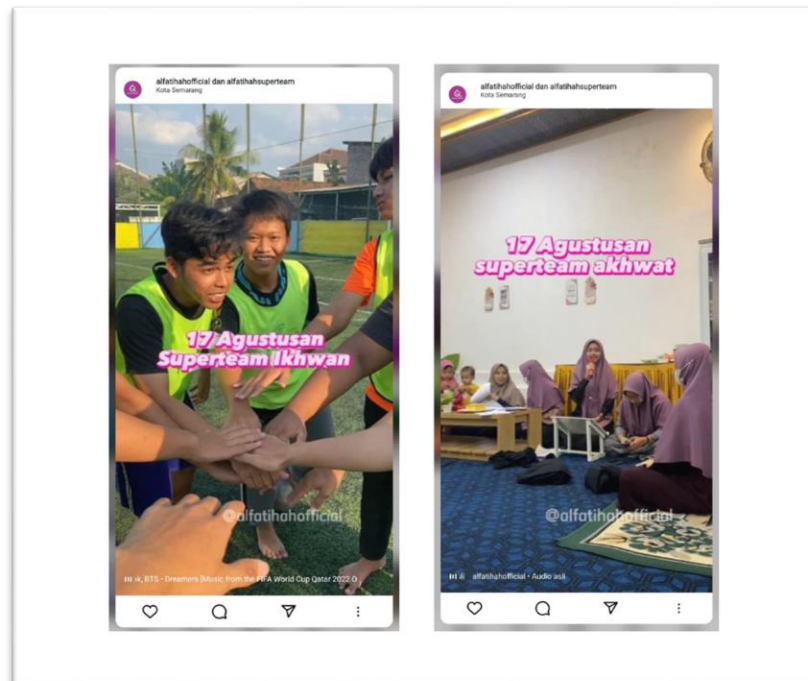 alfatihahofficial dan alfatihahsuperteam
Kota Semarang
17 Agustusan
Superteam Ikhwan
@alfatihahofficial
BTS • Dreamers [Music from the FIFA World Cup Qatar 2022 O
alfatihahofficial dan alfatihahsuperteam
Kota Semarang
17 Agustusan
superteam akhwat
@alfatihahofficial
alfatihahofficial • Audio asli